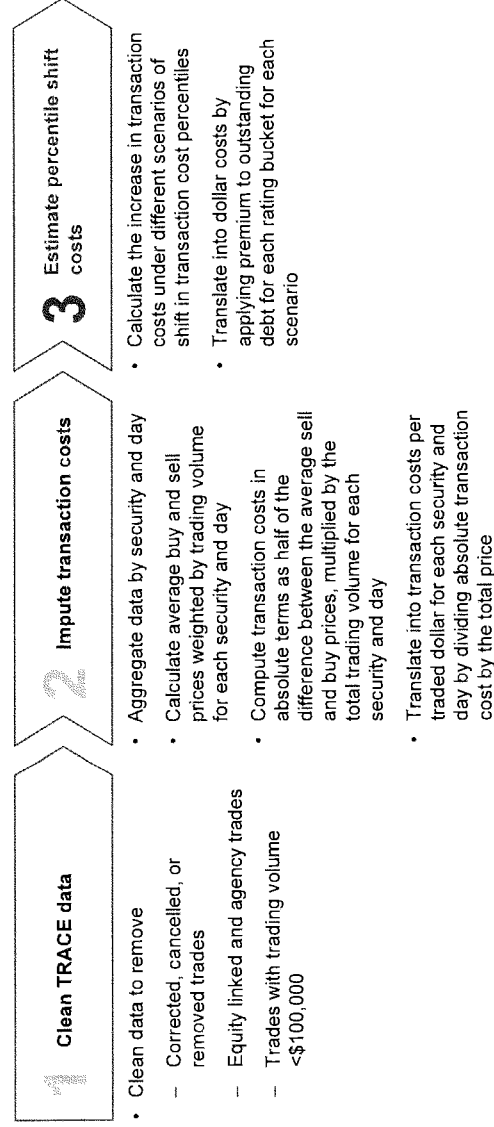 1 Clean TRACE data
• Clean data to remove
– Corrected, cancelled, or
removed trades
– Equity linked and agency trades
– Trades with trading volume
<$100,000
2 Impute transaction costs
• Aggregate data by security and day
• Calculate average buy and sell
prices weighted by trading volume
for each security and day
• Compute transaction costs in
absolute terms as half of the
difference between the average sell
and buy prices, multiplied by the
total trading volume for each
security and day
• Translate into transaction costs per
traded dollar for each security and
day by dividing absolute transaction
cost by the total price
3 Estimate percentile shift
costs
• Calculate the increase in transaction
costs under different scenarios of
shift in transaction cost percentiles
• Translate into dollar costs by
applying premium to outstanding
debt for each rating bucket for each
scenario